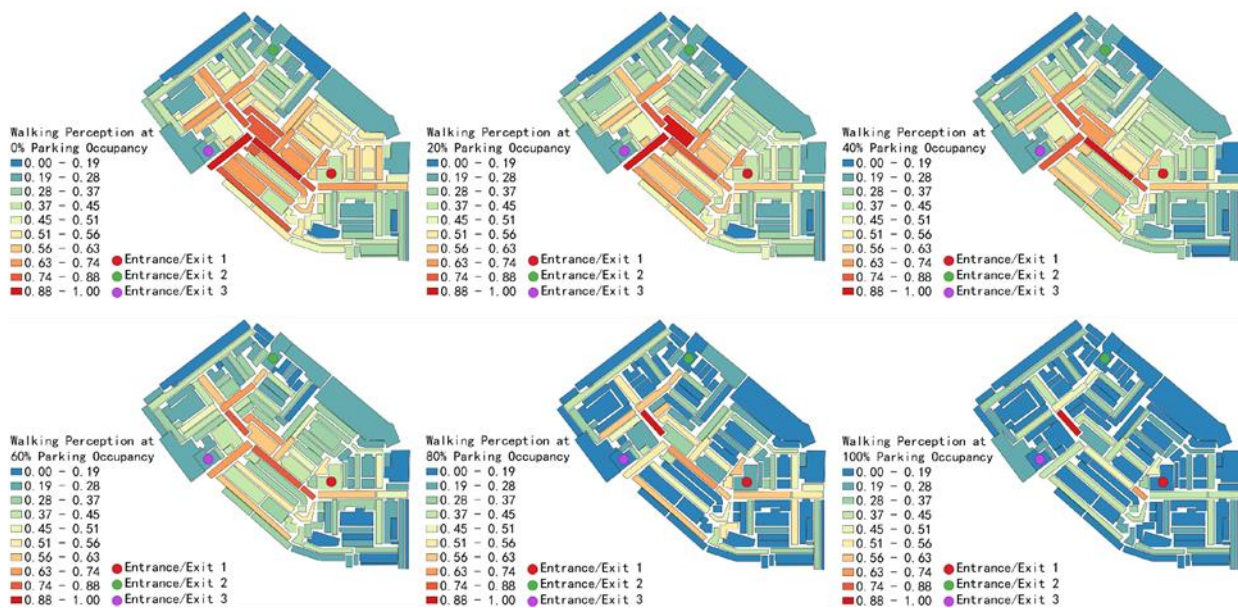 Walking Perception at
0% Parking Occupancy
0.00 - 0.19
0.19 - 0.28
0.28 - 0.37
0.37 - 0.45
0.45 - 0.51
0.51 - 0.56
0.56 - 0.63
0.63 - 0.74
0.74 - 0.88
0.88 - 1.00
Entrance/Exit 1
Entrance/Exit 2
Entrance/Exit 3
Walking Perception at
20% Parking Occupancy
0.00 - 0.19
0.19 - 0.28
0.28 - 0.37
0.37 - 0.45
0.45 - 0.51
0.51 - 0.56
0.56 - 0.63
0.63 - 0.74
0.74 - 0.88
0.88 - 1.00
Entrance/Exit 1
Entrance/Exit 2
Entrance/Exit 3
Walking Perception at
40% Parking Occupancy
0.00 - 0.19
0.19 - 0.28
0.28 - 0.37
0.37 - 0.45
0.45 - 0.51
0.51 - 0.56
0.56 - 0.63
0.63 - 0.74
0.74 - 0.88
0.88 - 1.00
Entrance/Exit 1
Entrance/Exit 2
Entrance/Exit 3
Walking Perception at
60% Parking Occupancy
0.00 - 0.19
0.19 - 0.28
0.28 - 0.37
0.37 - 0.45
0.45 - 0.51
0.51 - 0.56
0.56 - 0.63
0.63 - 0.74
0.74 - 0.88
0.88 - 1.00
Entrance/Exit 1
Entrance/Exit 2
Entrance/Exit 3
Walking Perception at
80% Parking Occupancy
0.00 - 0.19
0.19 - 0.28
0.28 - 0.37
0.37 - 0.45
0.45 - 0.51
0.51 - 0.56
0.56 - 0.63
0.63 - 0.74
0.74 - 0.88
0.88 - 1.00
Entrance/Exit 1
Entrance/Exit 2
Entrance/Exit 3
Walking Perception at
100% Parking Occupancy
0.00 - 0.19
0.19 - 0.28
0.28 - 0.37
0.37 - 0.45
0.45 - 0.51
0.51 - 0.56
0.56 - 0.63
0.63 - 0.74
0.74 - 0.88
0.88 - 1.00
Entrance/Exit 1
Entrance/Exit 2
Entrance/Exit 3